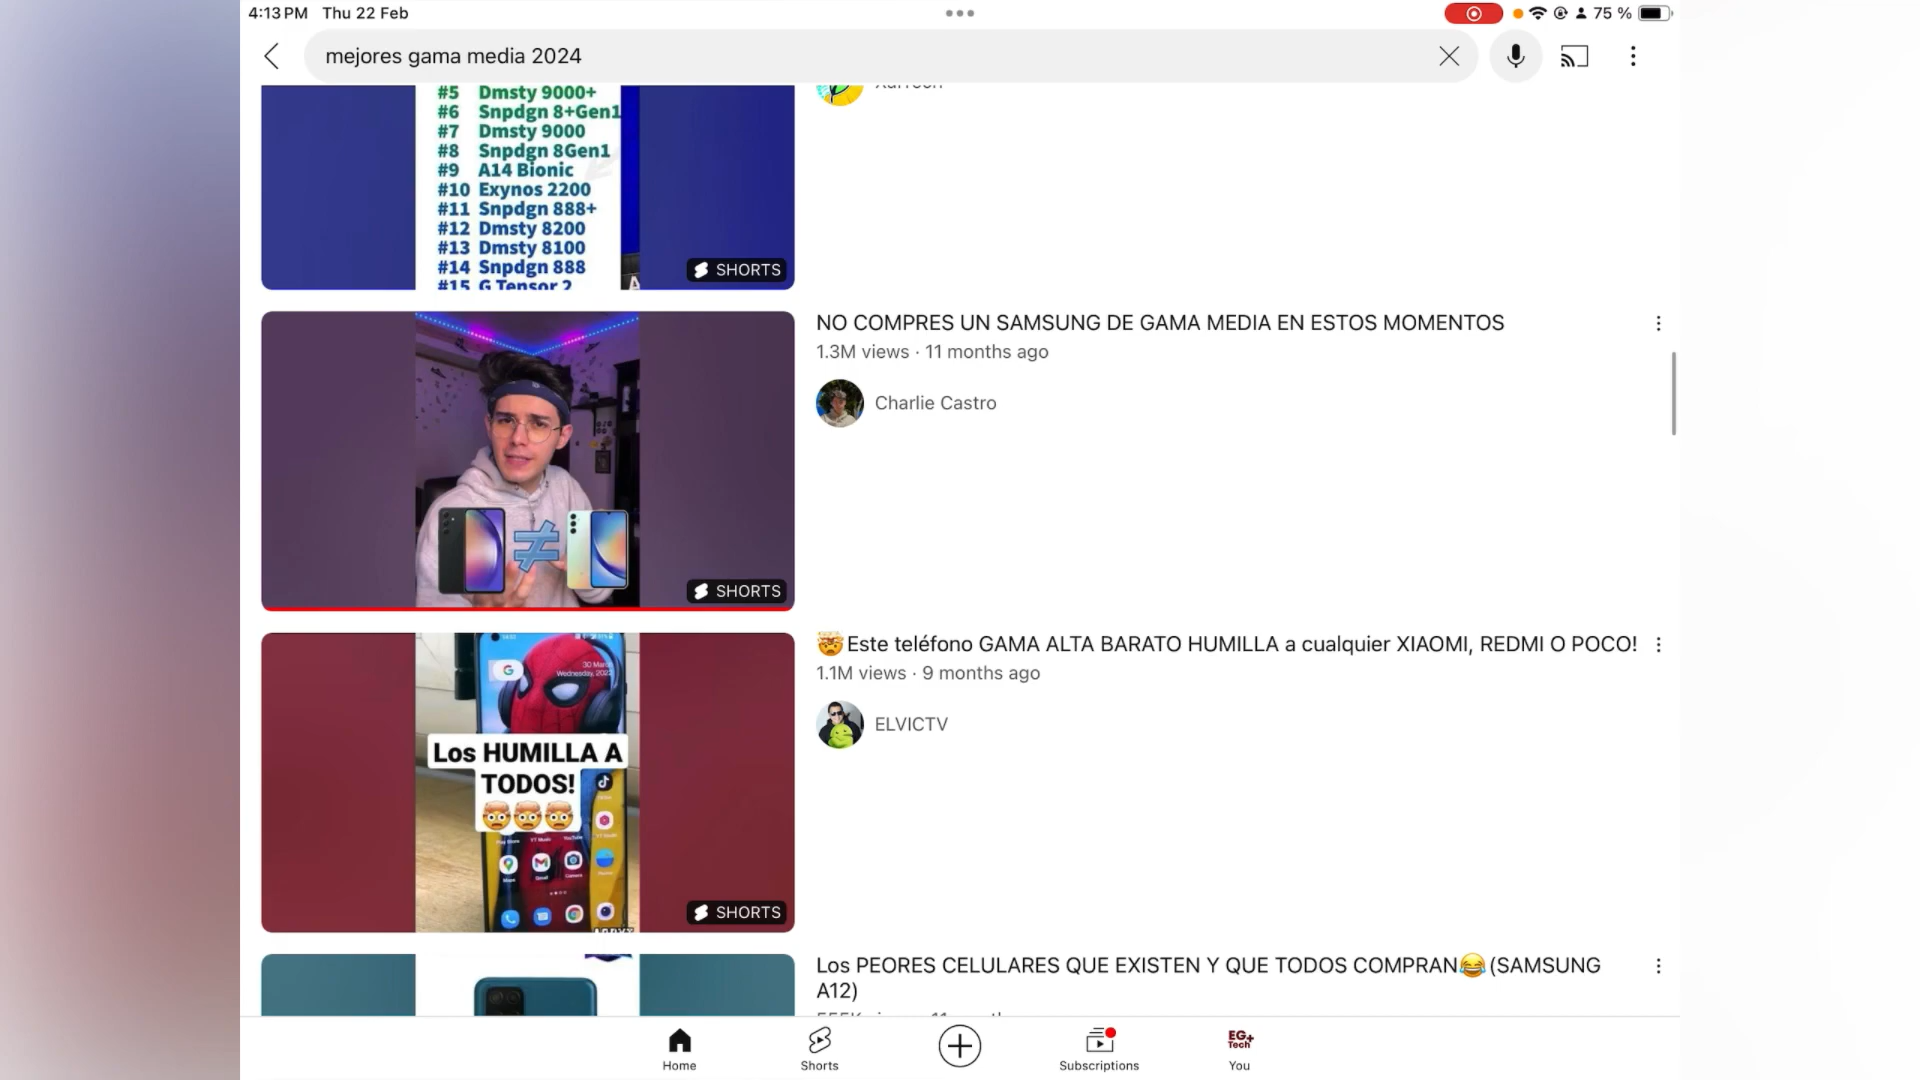 4:13 PM Thu 22 Feb
75 %
mejores gama media 2024
#5 Dmsty 9000+
#6 Snpdgn 8+Gen1
#7 Dmsty 9000
#8 Snpdgn 8Gen1
#9 A14 Bionic
#10 Exynos 2200
#11 Snpdgn 888+
#12 Dmsty 8200
#13 Dmsty 8100
#14 Snpdgn 888
#15 G Tensor 2
SHORTS
NO COMPRES UN SAMSUNG DE GAMA MEDIA EN ESTOS MOMENTOS
1.3M views · 11 months ago
Charlie Castro
≠
SHORTS
🤯Este teléfono GAMA ALTA BARATO HUMILLA a cualquier XIAOMI, REDMI O POCO!
1.1M views · 9 months ago
ELVICTV
Los HUMILLA A
TODOS!
🤯🤯🤯
SHORTS
Los PEORES CELULARES QUE EXISTEN Y QUE TODOS COMPRAN😂(SAMSUNG
A12)
Home
Shorts
Subscriptions
EG+
Tech
You